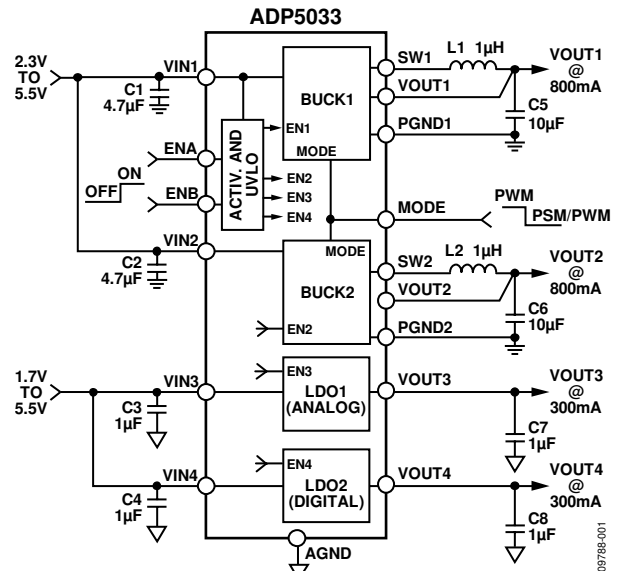 ADP5033
2.3V
TO
5.5V
VIN1
C1
4.7µF
BUCK1
MODE
SW1
L1 1µH
VOUT1
@
800mA
VOUT1
C5
10µF
PGND1
ENA
ON
OFF
ENB
ACTIV. AND
UVLO
EN1
EN2
EN3
EN4
MODE
PWM
PSM/PWM
VIN2
C2
4.7µF
MODE
BUCK2
EN2
SW2
L2 1µH
VOUT2
@
800mA
VOUT2
C6
10µF
PGND2
1.7V
TO
5.5V
VIN3
C3
1µF
EN3
LDO1
(ANALOG)
VOUT3
VOUT3
@
300mA
C7
1µF
VIN4
C4
1µF
EN4
LDO2
(DIGITAL)
VOUT4
VOUT4
@
300mA
C8
1µF
AGND
09788-001